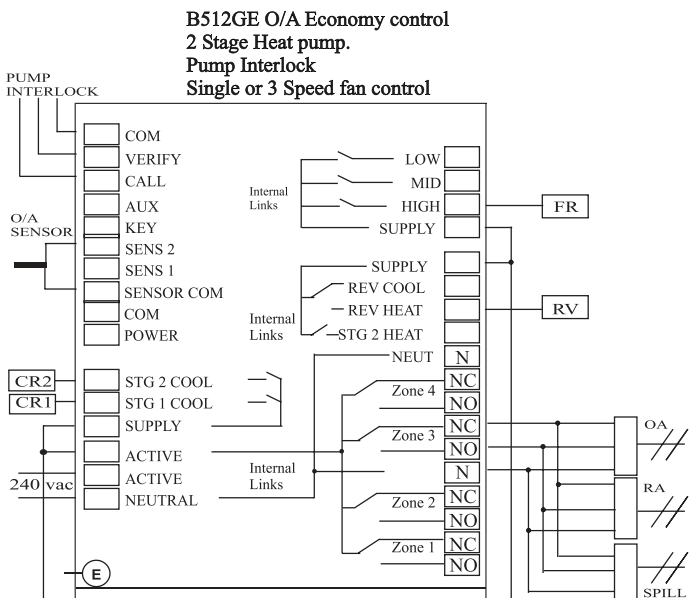 B512GE O/A Economy control
2 Stage Heat pump.
Pump Interlock
Single or 3 Speed fan control
PUMP
INTERLOCK
COM
VERIFY
CALL
AUX
KEY
O/A
SENSOR
SENS 2
SENS 1
SENSOR COM
COM
POWER
CR2
STG 2 COOL
CR1
STG 1 COOL
SUPPLY
ACTIVE
ACTIVE
240 vac
NEUTRAL
E
Internal
Links
LOW
MID
HIGH
SUPPLY
FR
Internal
Links
SUPPLY
REV COOL
REV HEAT
STG 2 HEAT
RV
NEUT
N
Zone 4
NC
NO
Zone 3
NC
NO
Internal
Links
N
Zone 2
NC
NO
Zone 1
NC
NO
OA
RA
SPILL